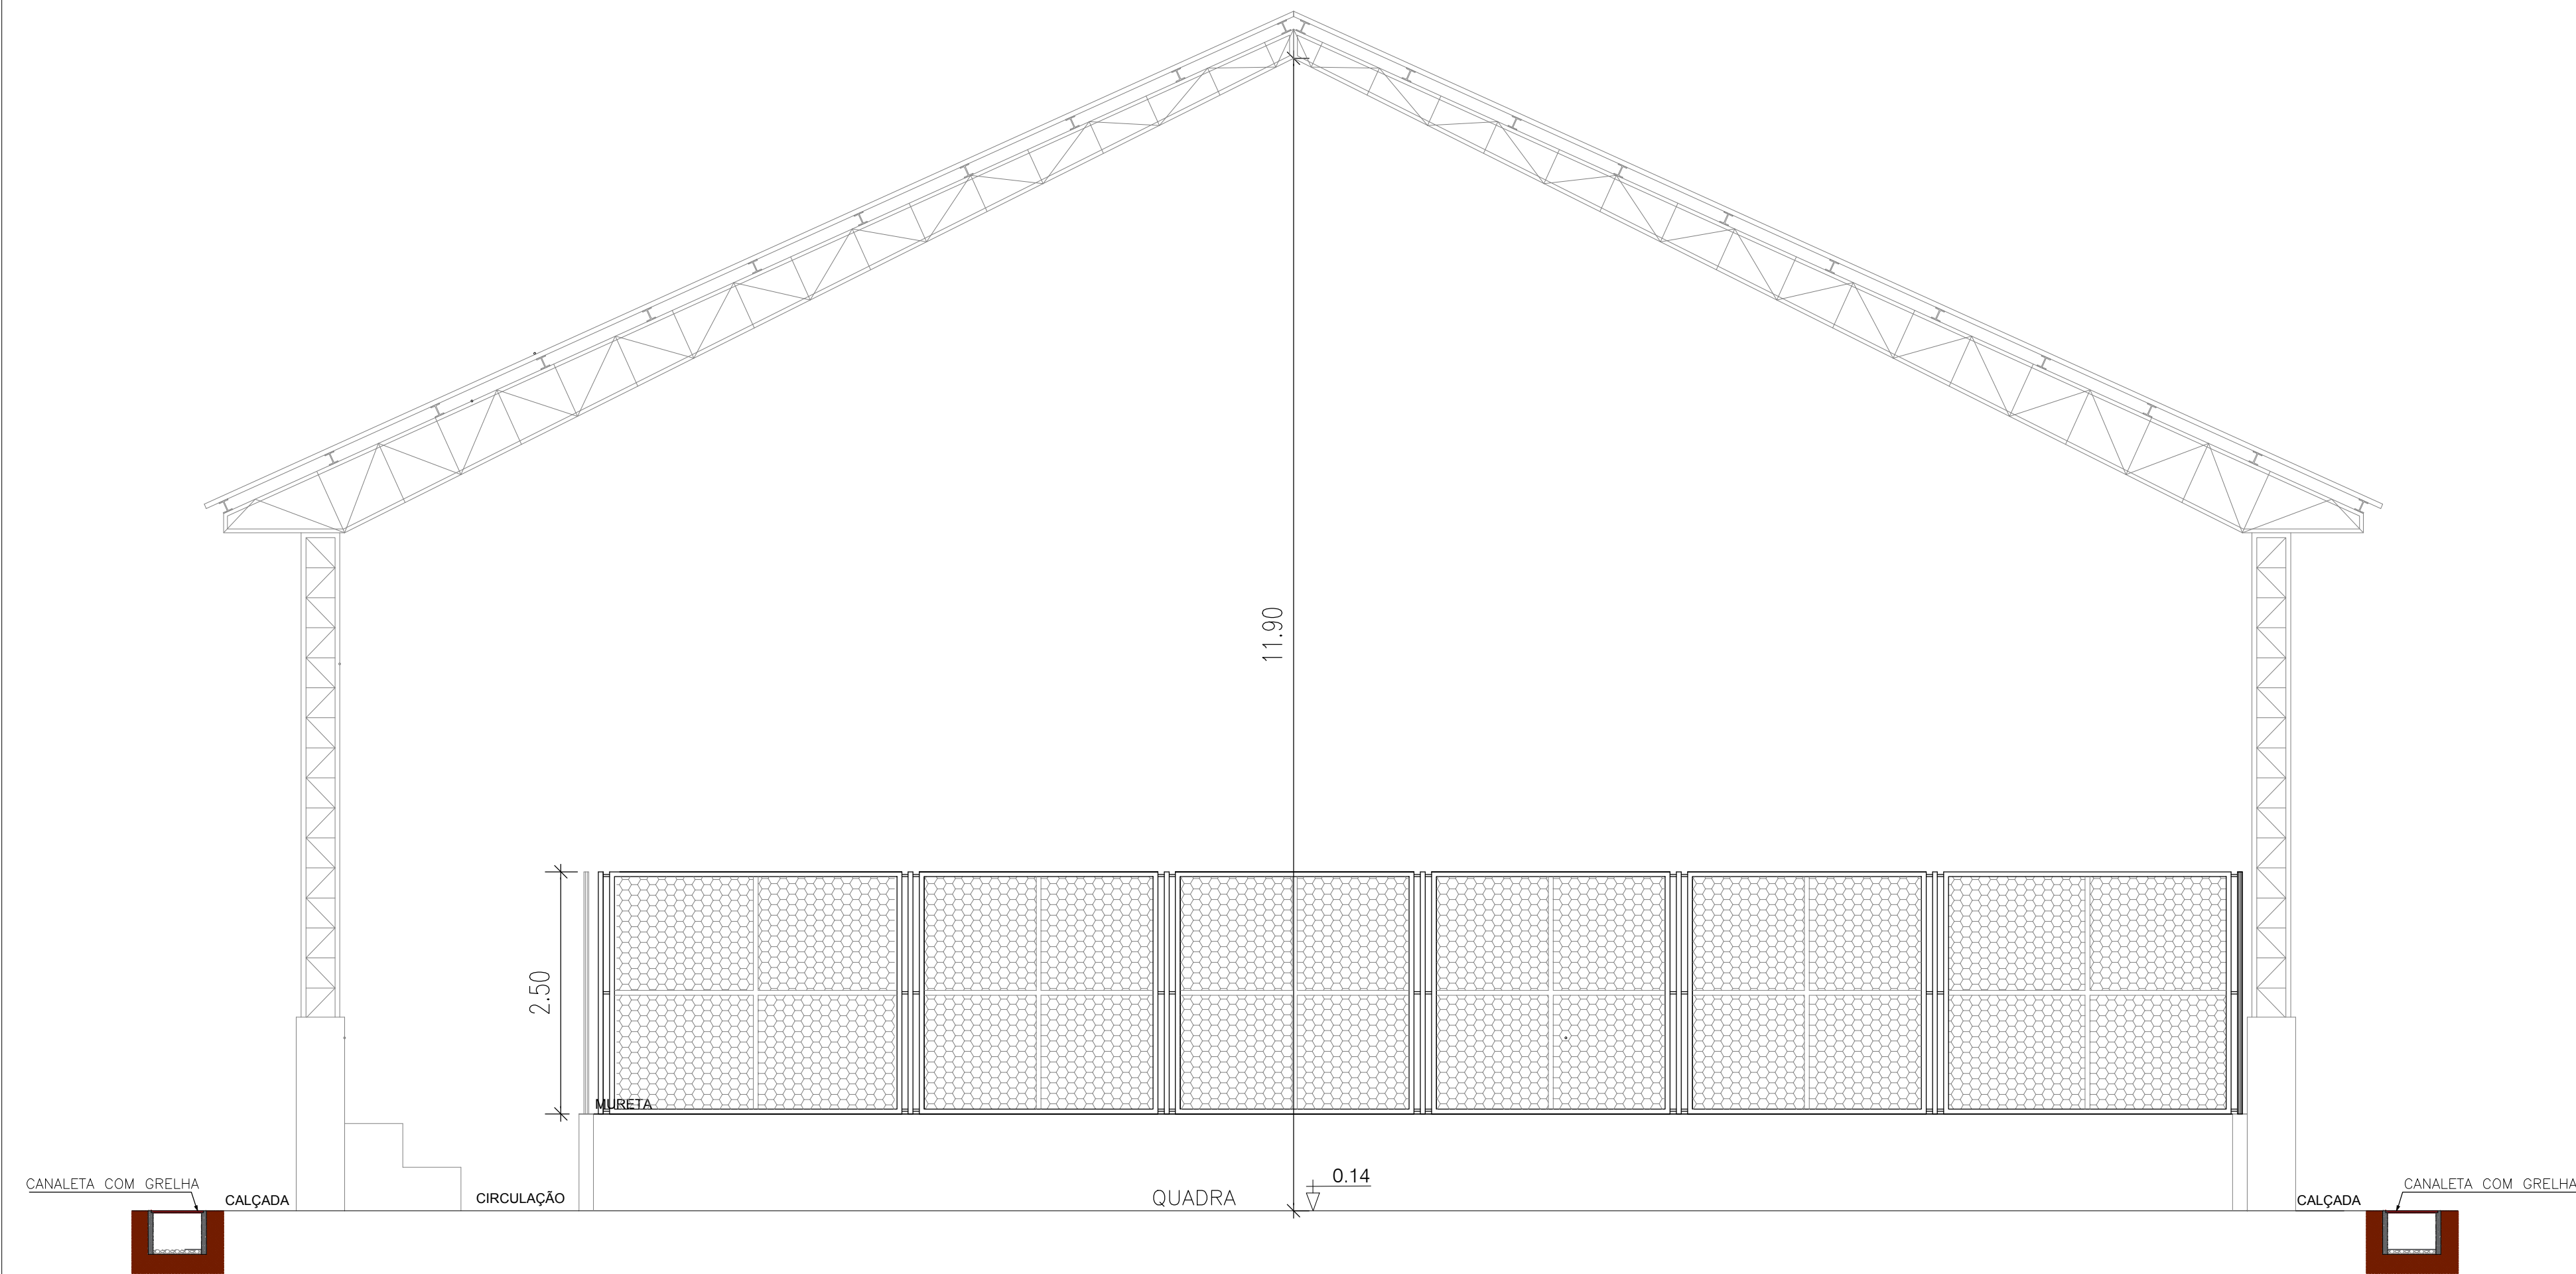 11.90
2.50
MURETA
CANALETA COM GRELHA
CALÇADA
CIRCULAÇÃO
QUADRA
0.14
CALÇADA
CANALETA COM GRELHA